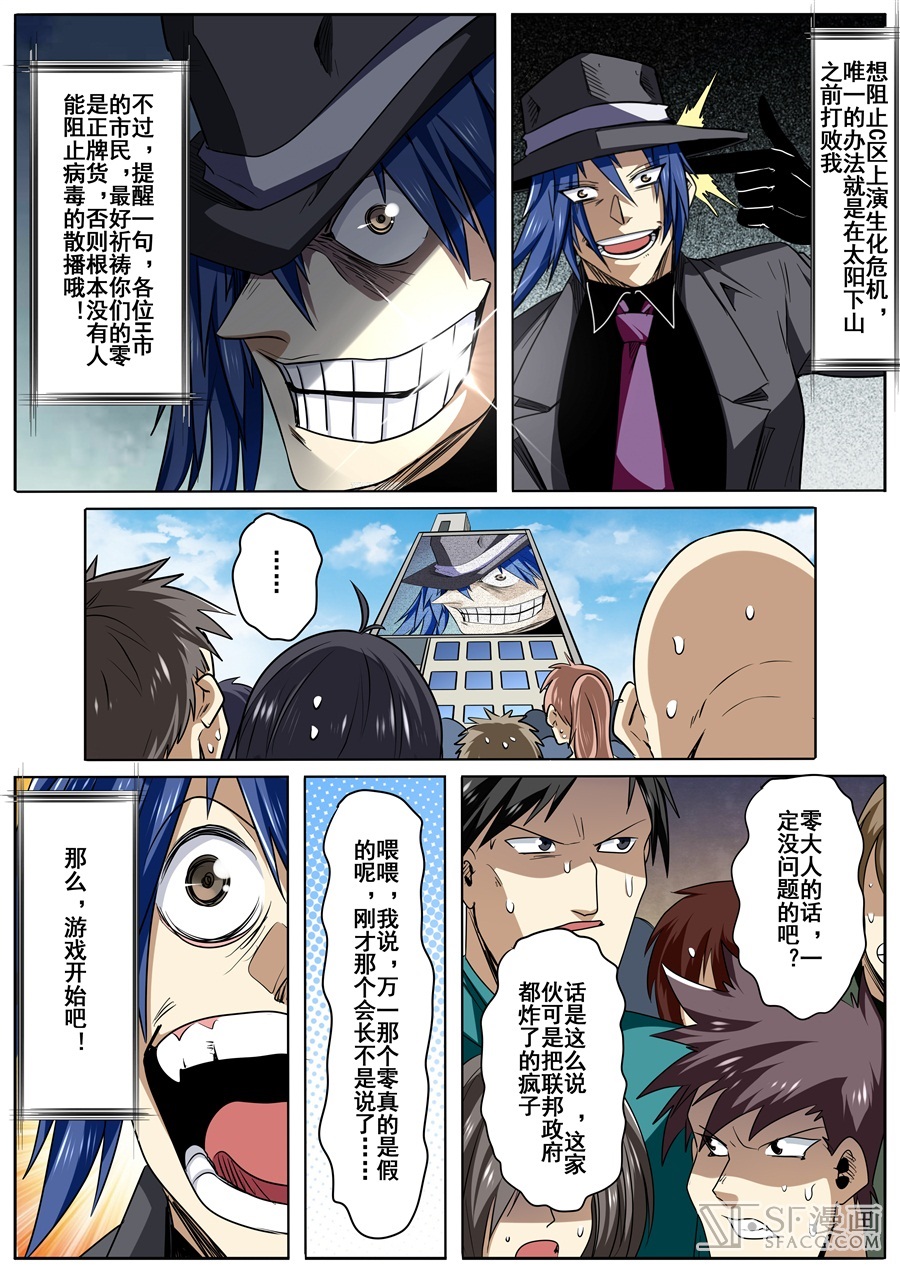 想阻止C区上演生化危机，
唯一的办法就是在太阳下山
之前打败我
不过，提醒一句，各位H市
的市民，最好祈祷你们的零
是正牌货，否则根本没有人
能阻止病毒的散播哦！
……
零大人的话，一
定没问题的吧？
话是这么说，这家
伙可是把联邦政府
都炸了的疯子
喂喂，我说，万一那个零真的是假
的呢，刚才那个会长不是说了……
那么，游戏开始吧！
SF漫画
SFACG.COM